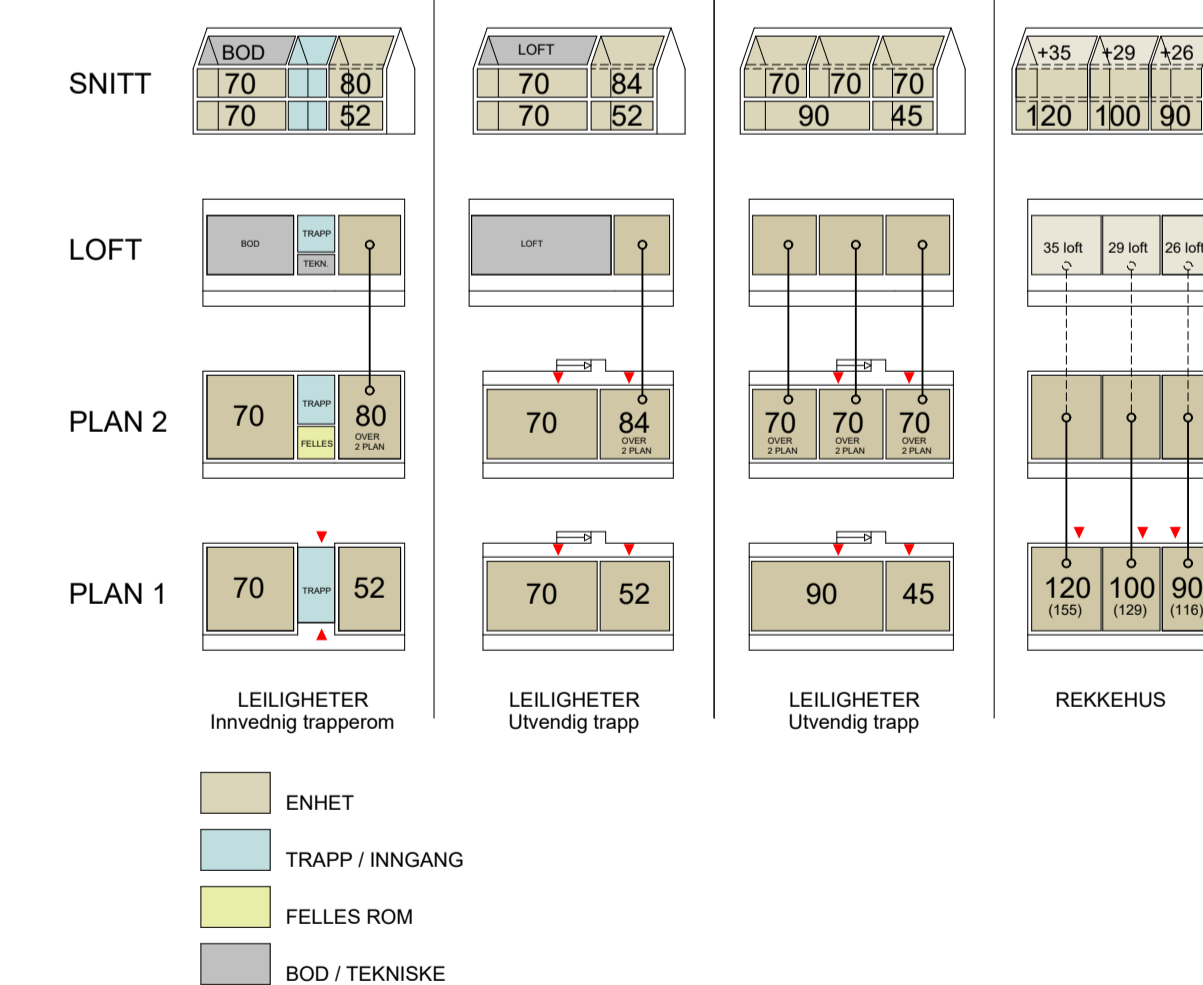 SNITT
BOD
70
80
70
52
LOFT
70
84
70
52
70 70 70
90 45
+35 +29 +26
120 100 90
LOFT
BOD
TRAPP
TEKN.
LOFT
35 loft
29 loft
26 loft
PLAN 2
70
TRAPP
FELLES
80
OVER
2 PLAN
70
84
OVER
2 PLAN
70
OVER
2 PLAN
70
OVER
2 PLAN
70
OVER
2 PLAN
PLAN 1
70
TRAPP
52
70
52
90
45
120
(155)
100
(129)
90
(116)
LEILIGHETER
Innvednig trapperom
LEILIGHETER
Utvendig trapp
LEILIGHETER
Utvendig trapp
REKKEHUS
ENHET
TRAPP / INNGANG
FELLES ROM
BOD / TEKNISKE